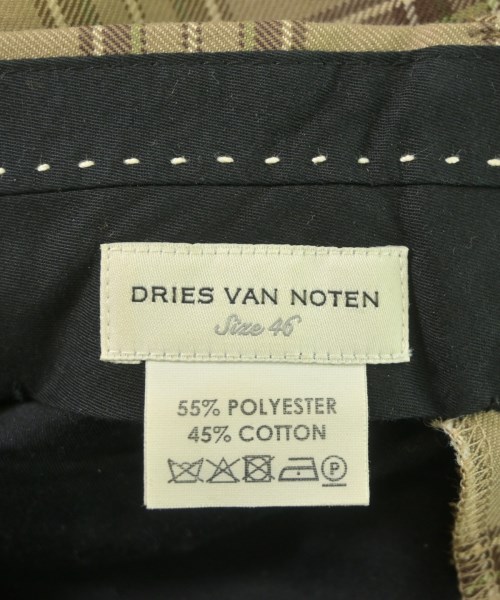 DRIES VAN NOTEN
Size 46
55% POLYESTER
45% COTTON
P